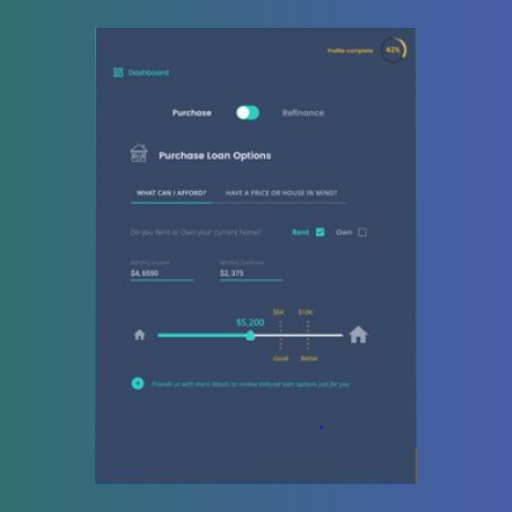 Profile complete 42%
Dashboard
Purchase Refinance
Purchase Loan Options
WHAT CAN I AFFORD? HAVE A PRICE OR HOUSE IN MIND?
Do you Rent or Own your current home? Rent Own
Monthly Income Monthly Expenses
$4, 6550 $2, 375
$6K $10K
$5,200
Good Better
Provide us with more details to receive tailored loan options just for you